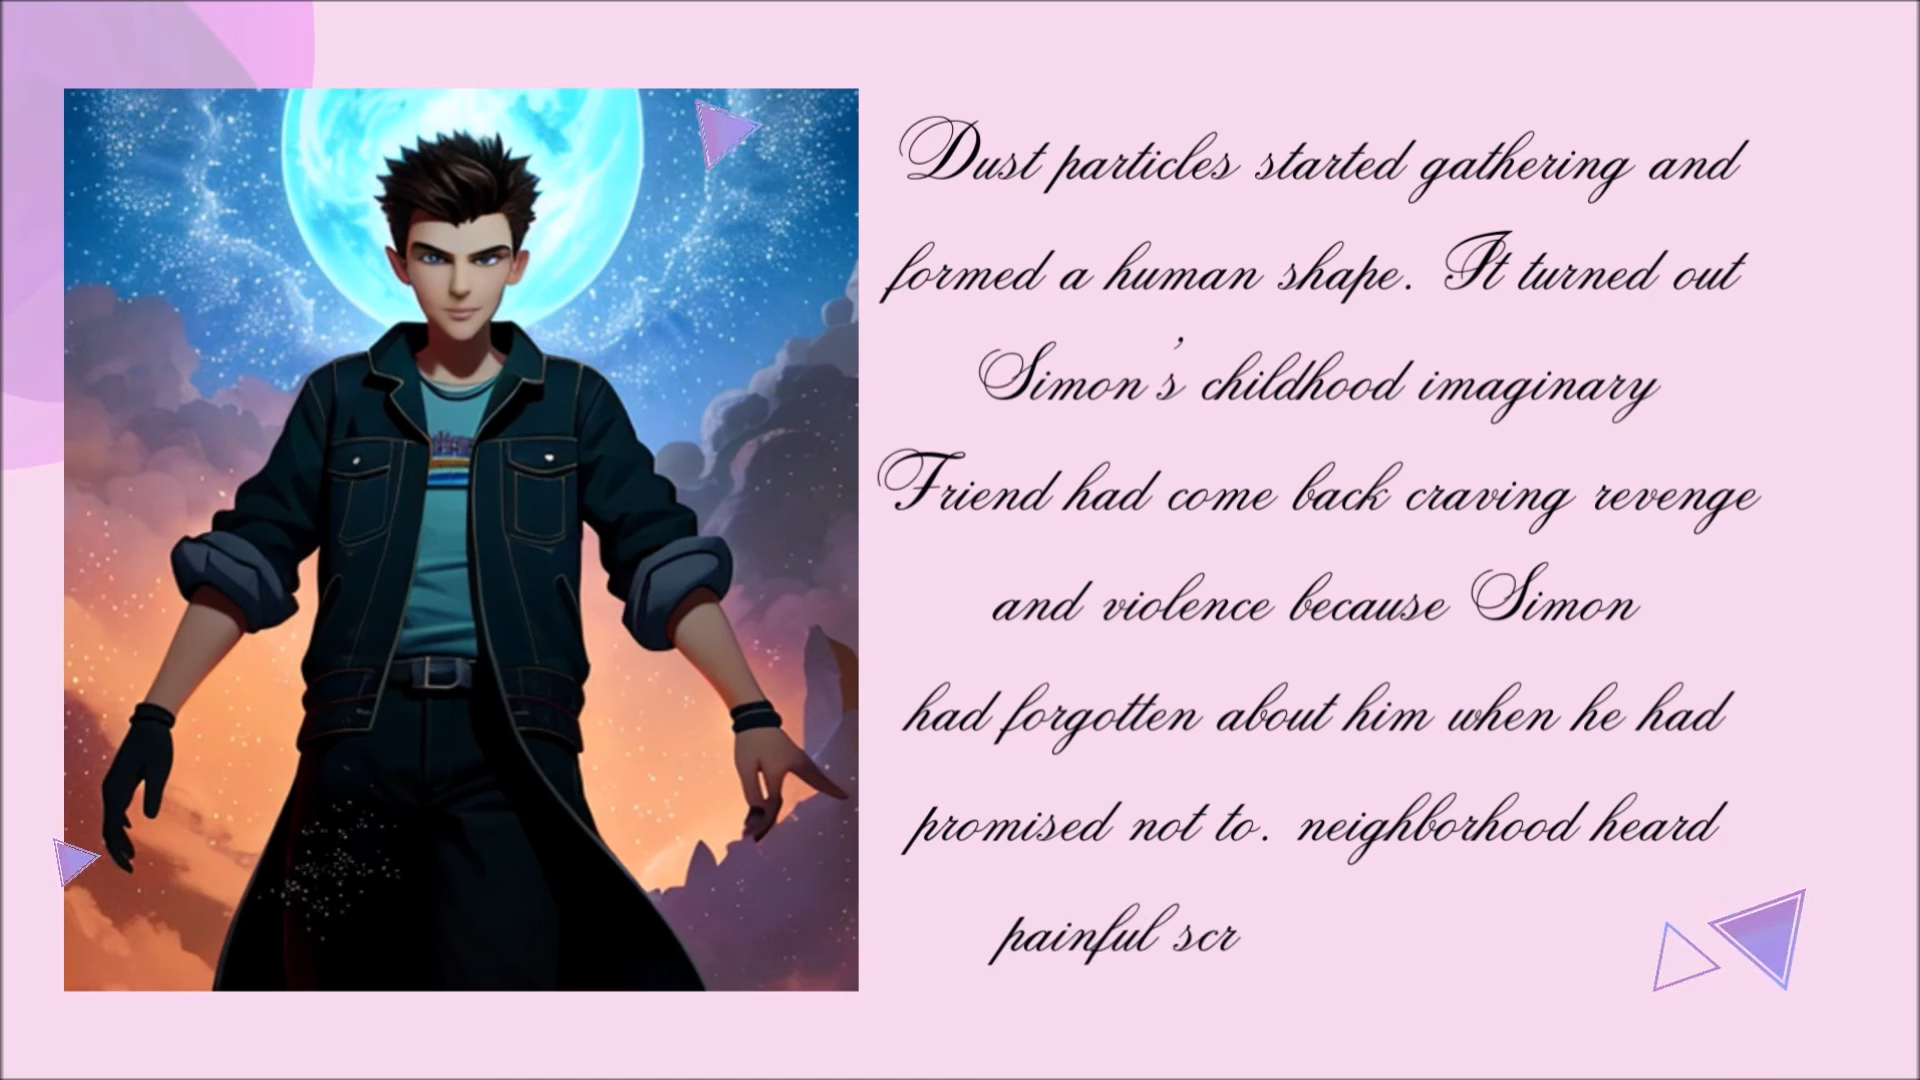 Dust particles started gathering and
formed a human shape. It turned out
Simon's childhood imaginary
Friend had come back craving revenge
and violence because Simon
had forgotten about him when he had
promised not to. neighborhood heard
painful scr